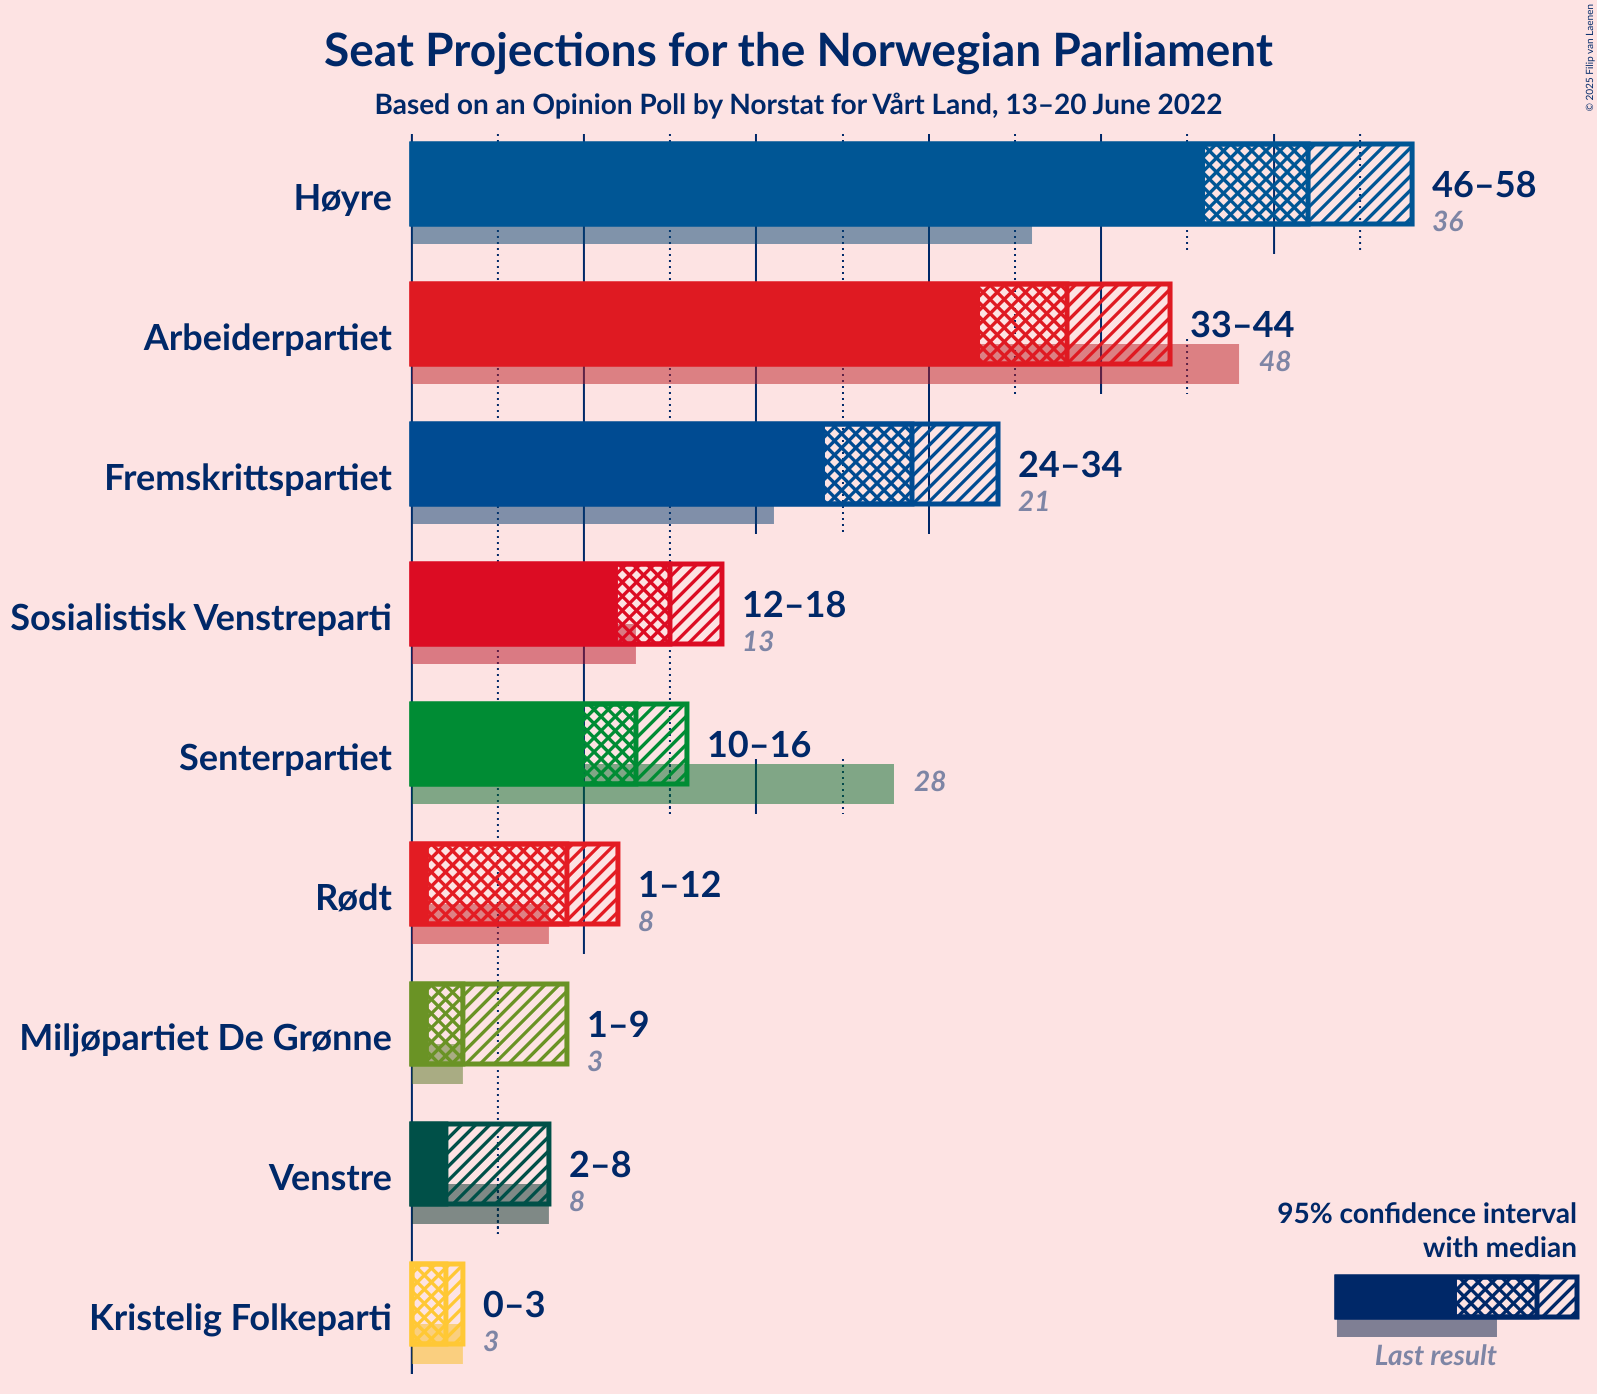 Seat Projections for the Norwegian Parliament
Based on an Opinion Poll by Norstat for Vårt Land, 13–20 June 2022
© 2025 Filip van Laenen
Høyre
46–58
36
Arbeiderpartiet
33–44
48
Fremskrittspartiet
24–34
21
Sosialistisk Venstreparti
12–18
13
Senterpartiet
10–16
28
Rødt
1–12
8
Miljøpartiet De Grønne
1–9
3
Venstre
2–8
8
Kristelig Folkeparti
0–3
3
95% confidence interval
with median
Last result